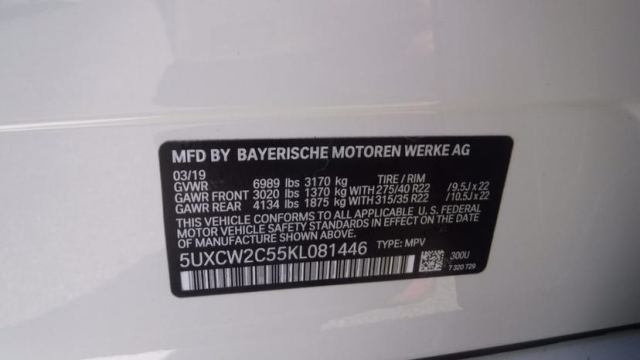 MFD BY BAYERISCHE MOTOREN WERKE AG
03/19 TIRE / RIM
GVWR 6989 lbs 3170 kg
GAWR FRONT 3020 lbs 1370 kg WITH 275/40 R22 /9.5J x 22
GAWR REAR 4134 lbs 1875 kg WITH 315/35 R22 /10.5J x 22
THIS VEHICLE CONFORMS TO ALL APPLICABLE U.S. FEDERAL
MOTOR VEHICLE SAFETY STANDARDS IN EFFECT ON THE
DATE OF MANUFACTURE SHOWN ABOVE.
5UXCW2C55KL081446 TYPE: MPV
300U
7 320 729